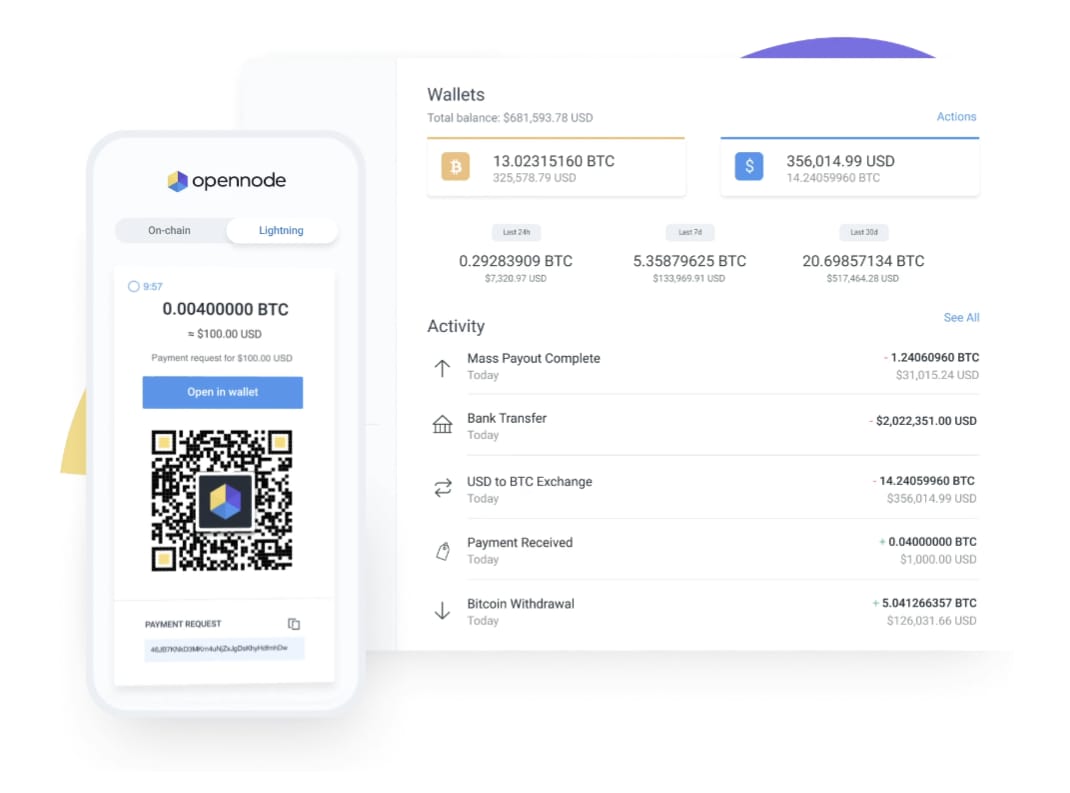 opennode
On-chain
Lightning
9:57
0.00400000 BTC
≈ $100.00 USD
Payment request for $100.00 USD
Open in wallet
PAYMENT REQUEST
Wallets
Total balance: $681,593.78 USD
Actions
13.02315160 BTC
325,578.79 USD
$
356,014.99 USD
14.24059960 BTC
Last 24h
0.29283909 BTC
$7,320.97 USD
Last 7d
5.35879625 BTC
$133,969.91 USD
Last 30d
20.69857134 BTC
$517,464.28 USD
Activity
See All
Mass Payout Complete
Today
- 1.24060960 BTC
$31,015.24 USD
Bank Transfer
Today
- $2,022,351.00 USD
USD to BTC Exchange
Today
- 14.24059960 BTC
$356,014.99 USD
Payment Received
Today
+ 0.04000000 BTC
$1,000.00 USD
Bitcoin Withdrawal
Today
+ 5.041266357 BTC
$126,031.66 USD